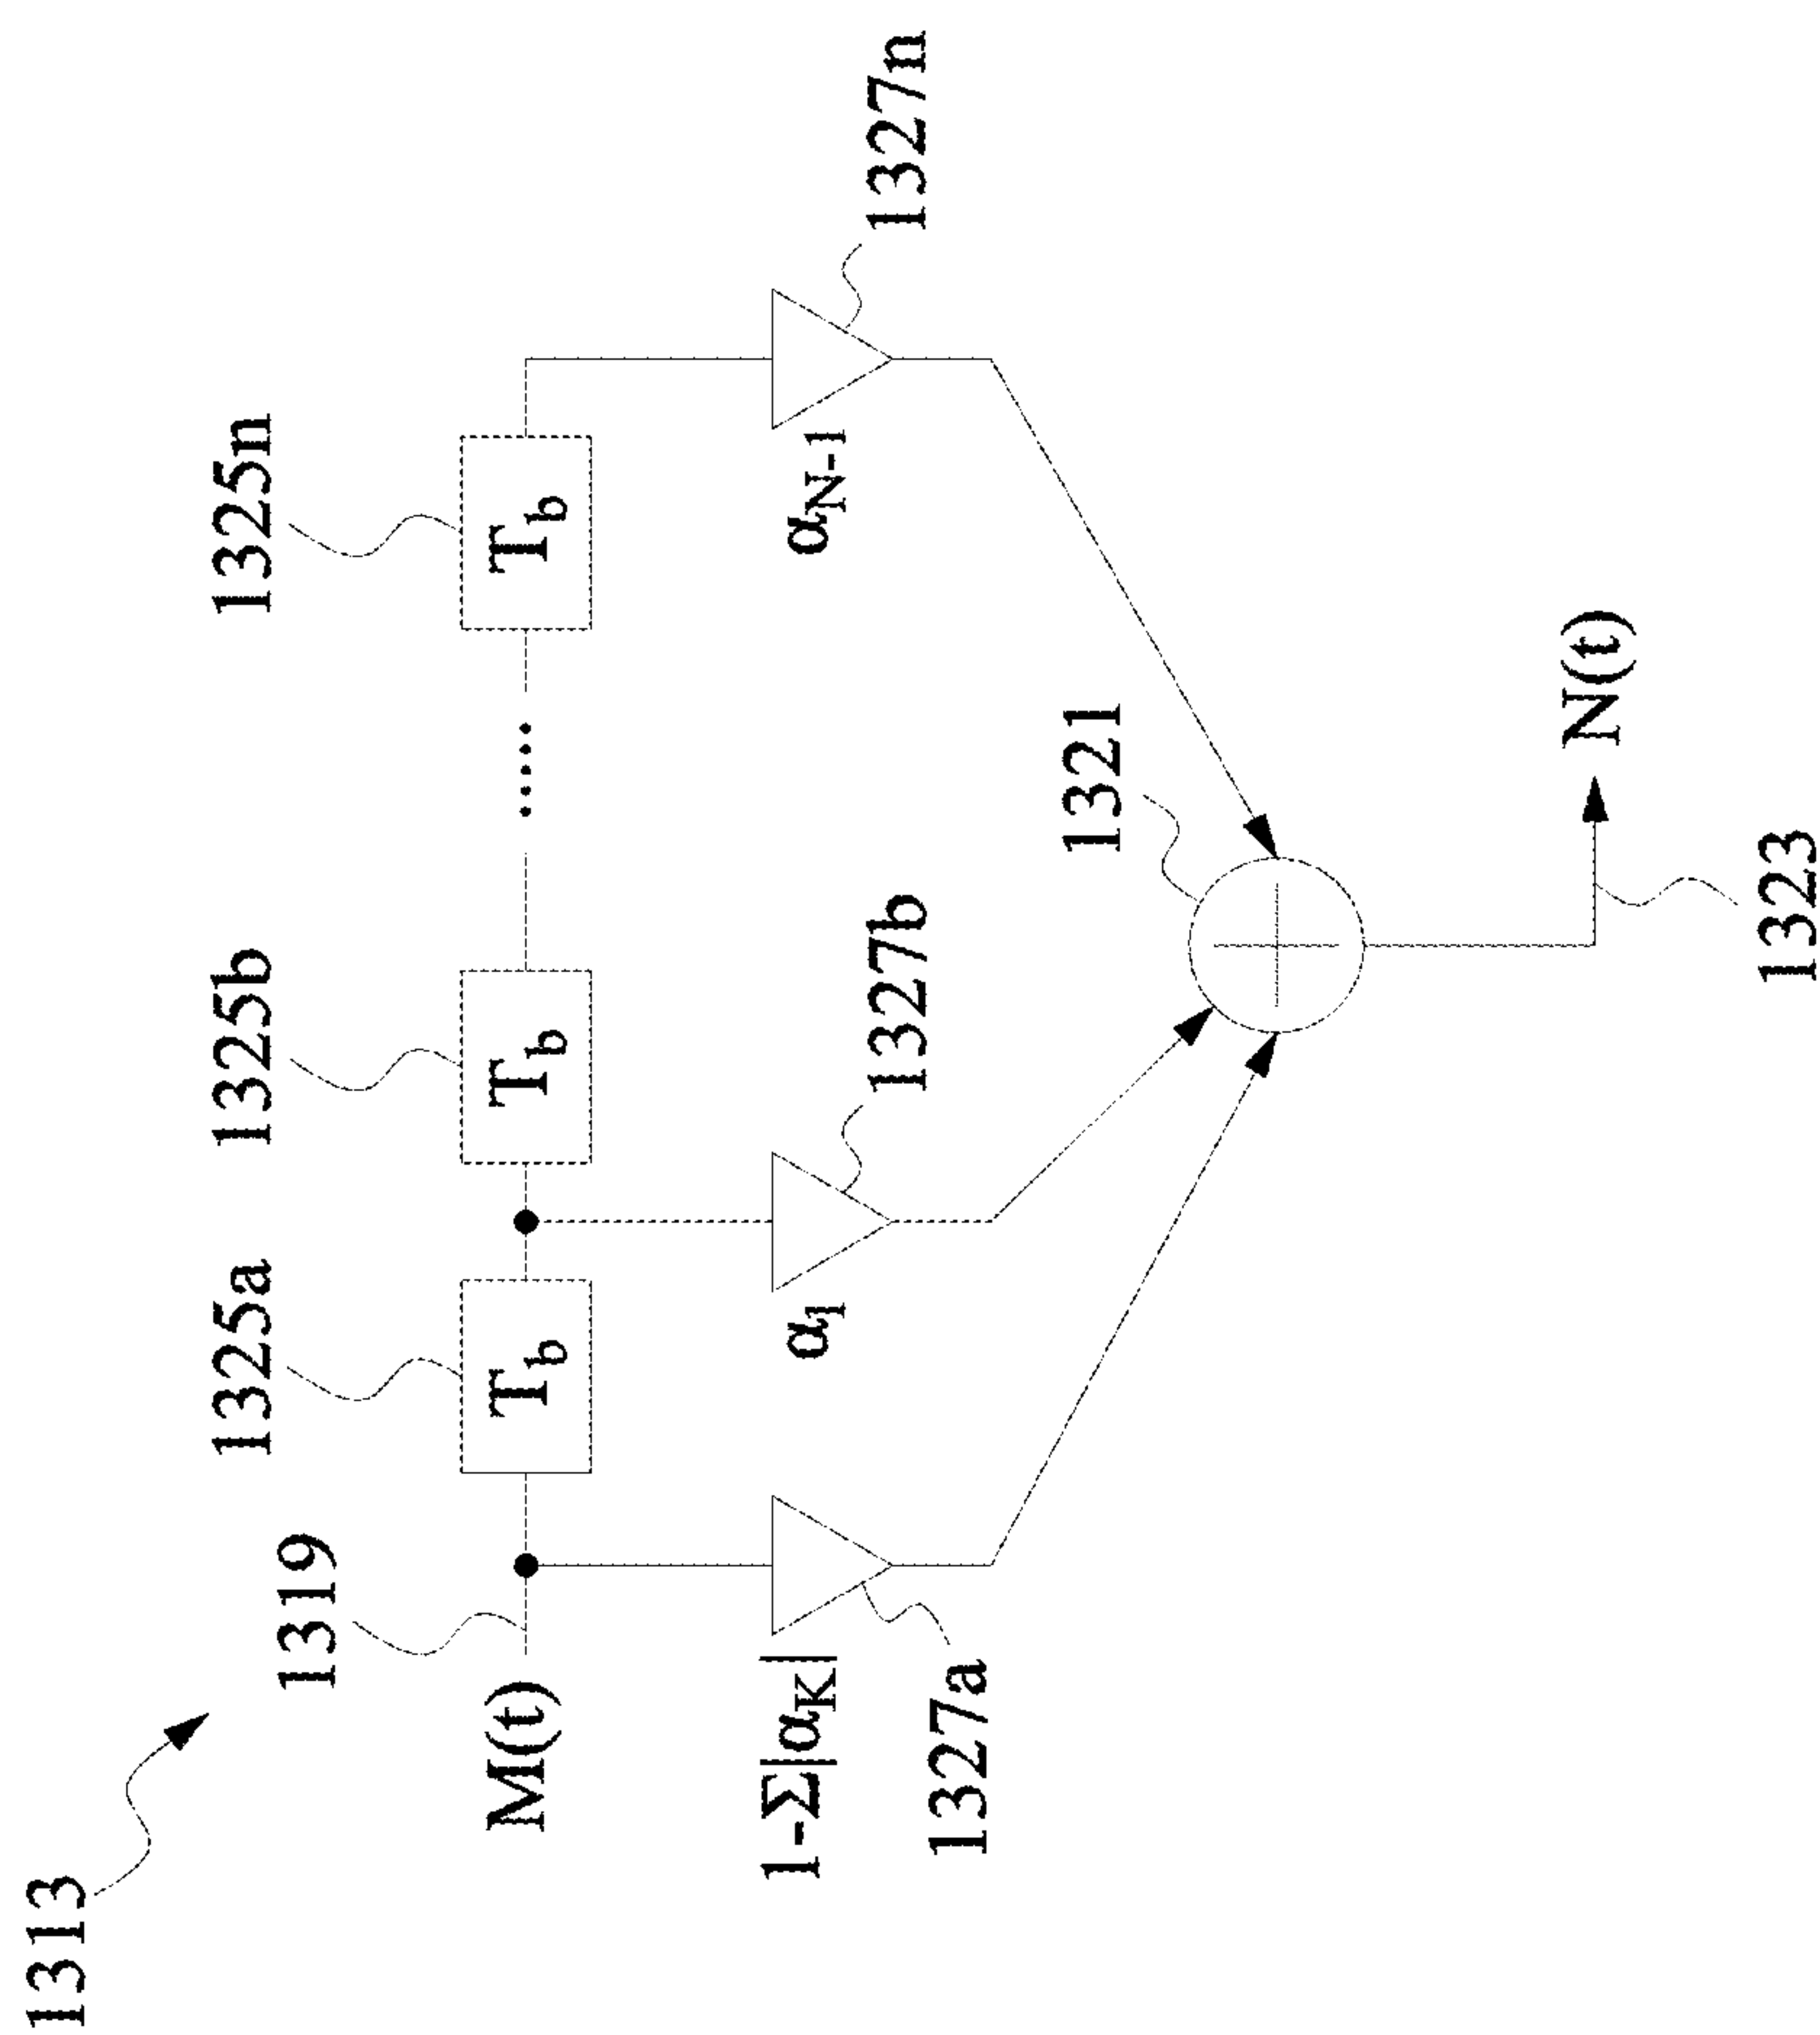 1313
1319
1325a
1325b
1325n
M(t)
T_b
T_b
.....
T_b
1-Σ|α_K|
α_1
α_N-1
1327a
1327b
1327n
1321
N(t)
1323